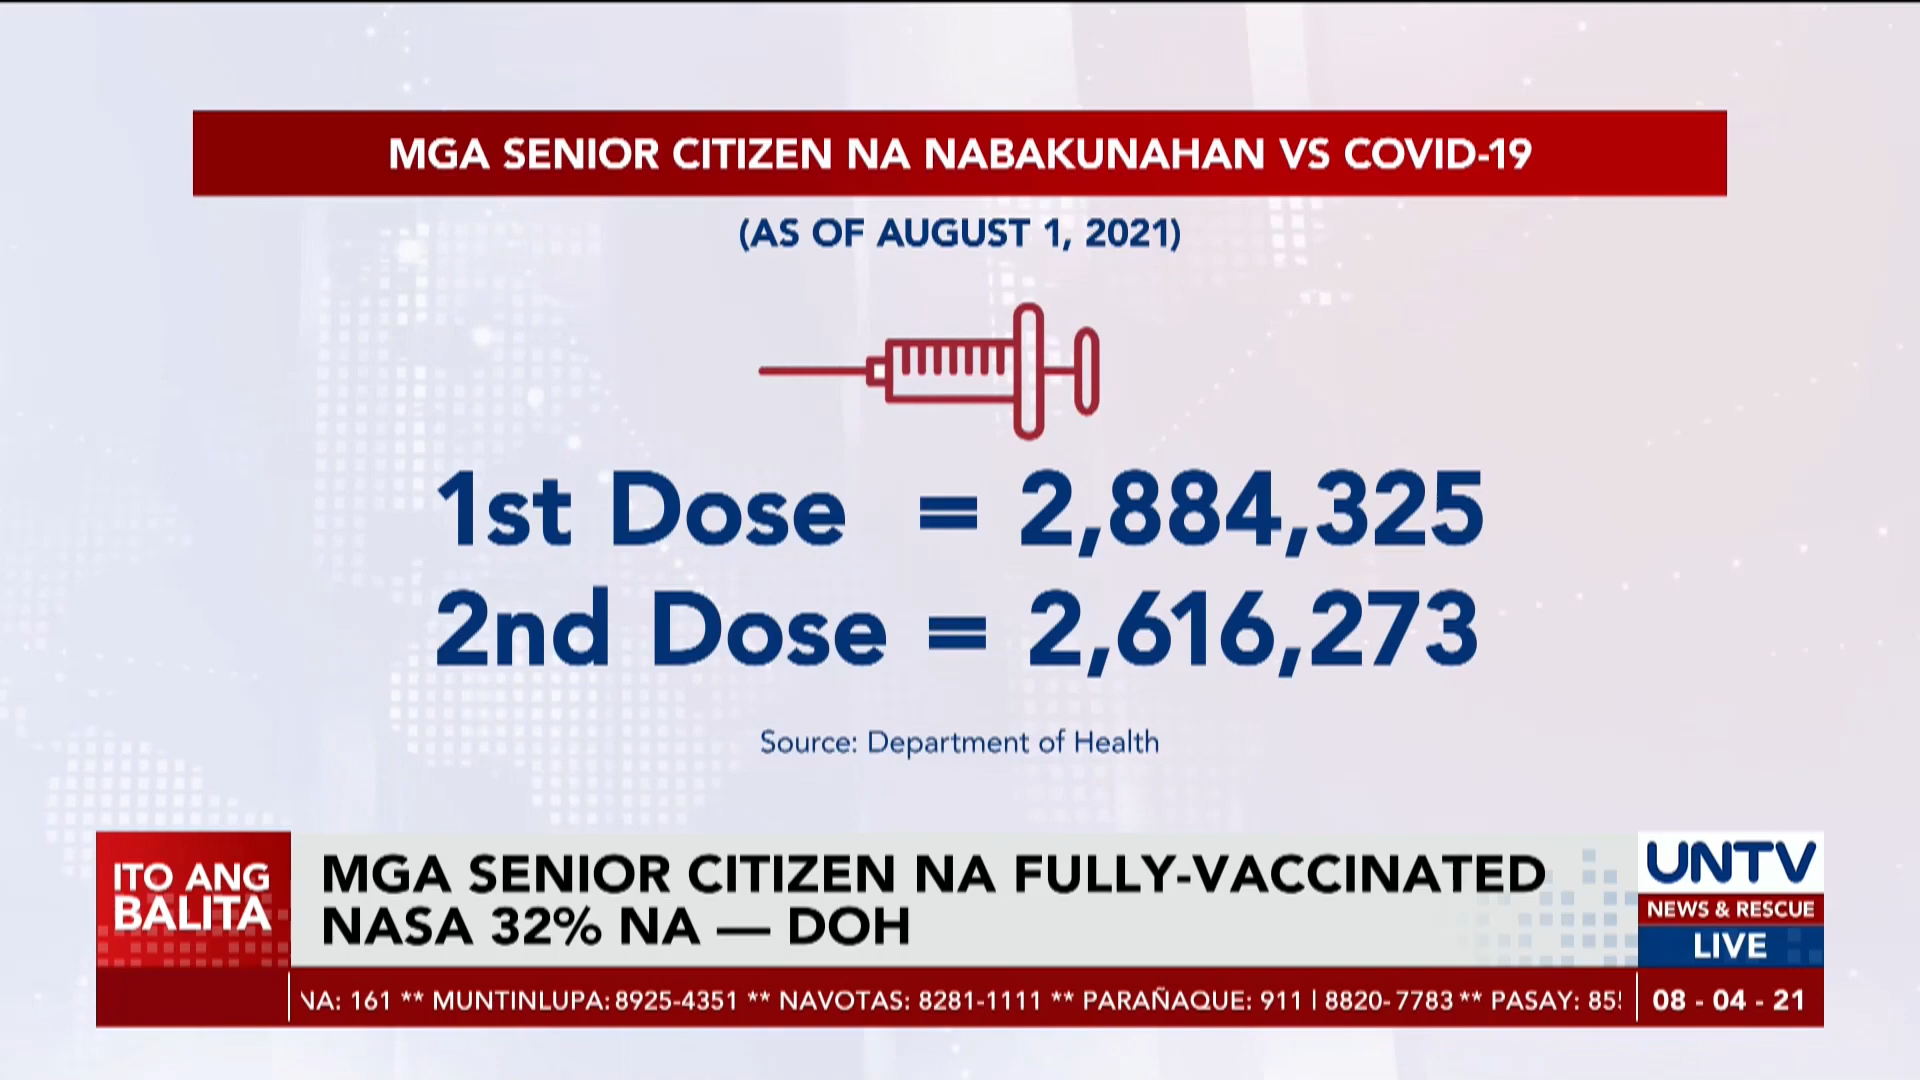 MGA SENIOR CITIZEN NA NABAKUNAHAN VS COVID-19
(AS OF AUGUST 1, 2021)
1st Dose = 2,884,325
2nd Dose = 2,616,273
Source: Department of Health
ITO ANG
BALITA
MGA SENIOR CITIZEN NA FULLY-VACCINATED
NASA 32% NA — DOH
UNTV
NEWS & RESCUE
LIVE
161 ** MUNTINLUPA: 8925-4351 ** NAVOTAS: 8281-1111 ** PARAÑAQUE: 911 | 8820-7783 ** PASAY:
08 - 04 - 21